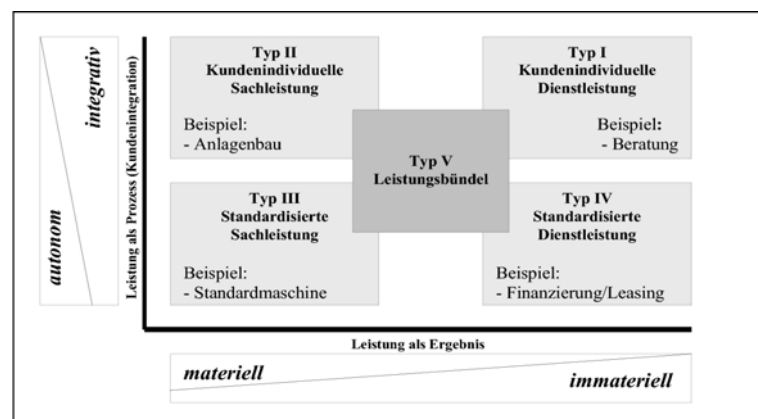 integrativ
autonom
Leistung als Prozess (Kundenintegration)
Typ II
Kundenindividuelle
Sachleistung
Beispiel:
- Anlagenbau
Typ I
Kundenindividuelle
Dienstleistung
Beispiel:
- Beratung
Typ V
Leistungsbündel
Typ III
Standardisierte
Sachleistung
Beispiel:
- Standardmaschine
Typ IV
Standardisierte
Dienstleistung
Beispiel:
- Finanzierung/Leasing
Leistung als Ergebnis
materiell
immateriell